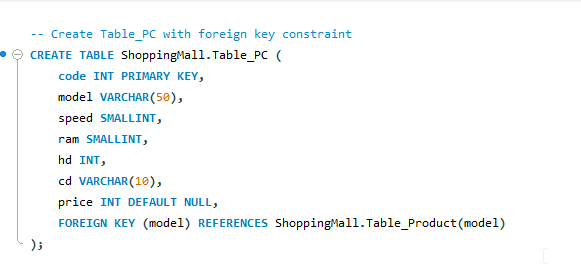 -- Create Table_PC with foreign key constraint
CREATE TABLE ShoppingMall.Table_PC (
code INT PRIMARY KEY,
model VARCHAR(50),
speed SMALLINT,
ram SMALLINT,
hd INT,
cd VARCHAR(10),
price INT DEFAULT NULL,
FOREIGN KEY (model) REFERENCES ShoppingMall.Table_Product(model)
);